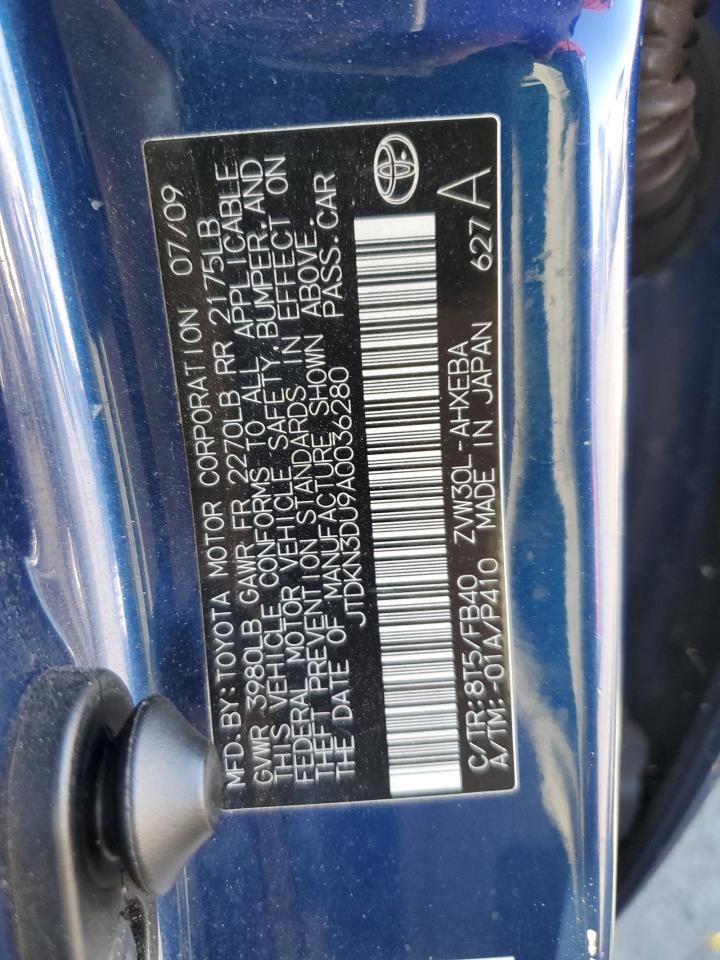 MFD.BY:TOYOTA MOTOR CORPORATION 07/09
GVWR 3980LB GAWR FR 2270LB RR 2175LB
THIS VEHICLE CONFORMS TO ALL APPLICABLE
FEDERAL MOTOR VEHICLE SAFETY,BUMPER,AND
THEFT PREVENTION STANDARDS IN EFFECT ON
THE DATE OF MANUFACTURE SHOWN ABOVE.
JTDKN3DU9A0036280 PASS.CAR
C/TR:8T5/FB40 ZVW30L-AHXEBA
A/TM:-01A/P410 MADE IN JAPAN 627 A